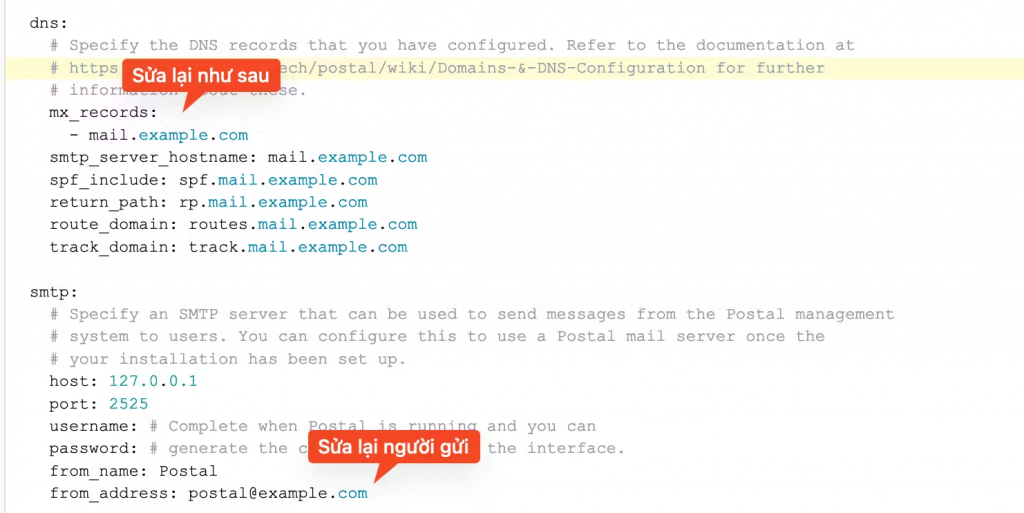 dns:
# Specify the DNS records that you have configured. Refer to the documentation at
# https ech/postal/wiki/Domains-&-DNS-Configuration for further
Sửa lại như sau
# these.
mx_records:
- mail.example.com
smtp_server_hostname: mail.example.com
spf_include: spf.mail.example.com
return_path: rp.mail.example.com
route_domain: routes.mail.example.com
track_domain: track.mail.example.com
smtp:
# Specify an SMTP server that can be used to send messages from the Postal management
# system to users. You can configure this to use a Postal mail server once the
# your installation has been set up.
host: 127.0.0.1
port: 2525
username: # Complete when Postal is running and you can
password: # generate the the interface.
Sửa lại người gửi
from_name: Postal
from_address: postal@example.com